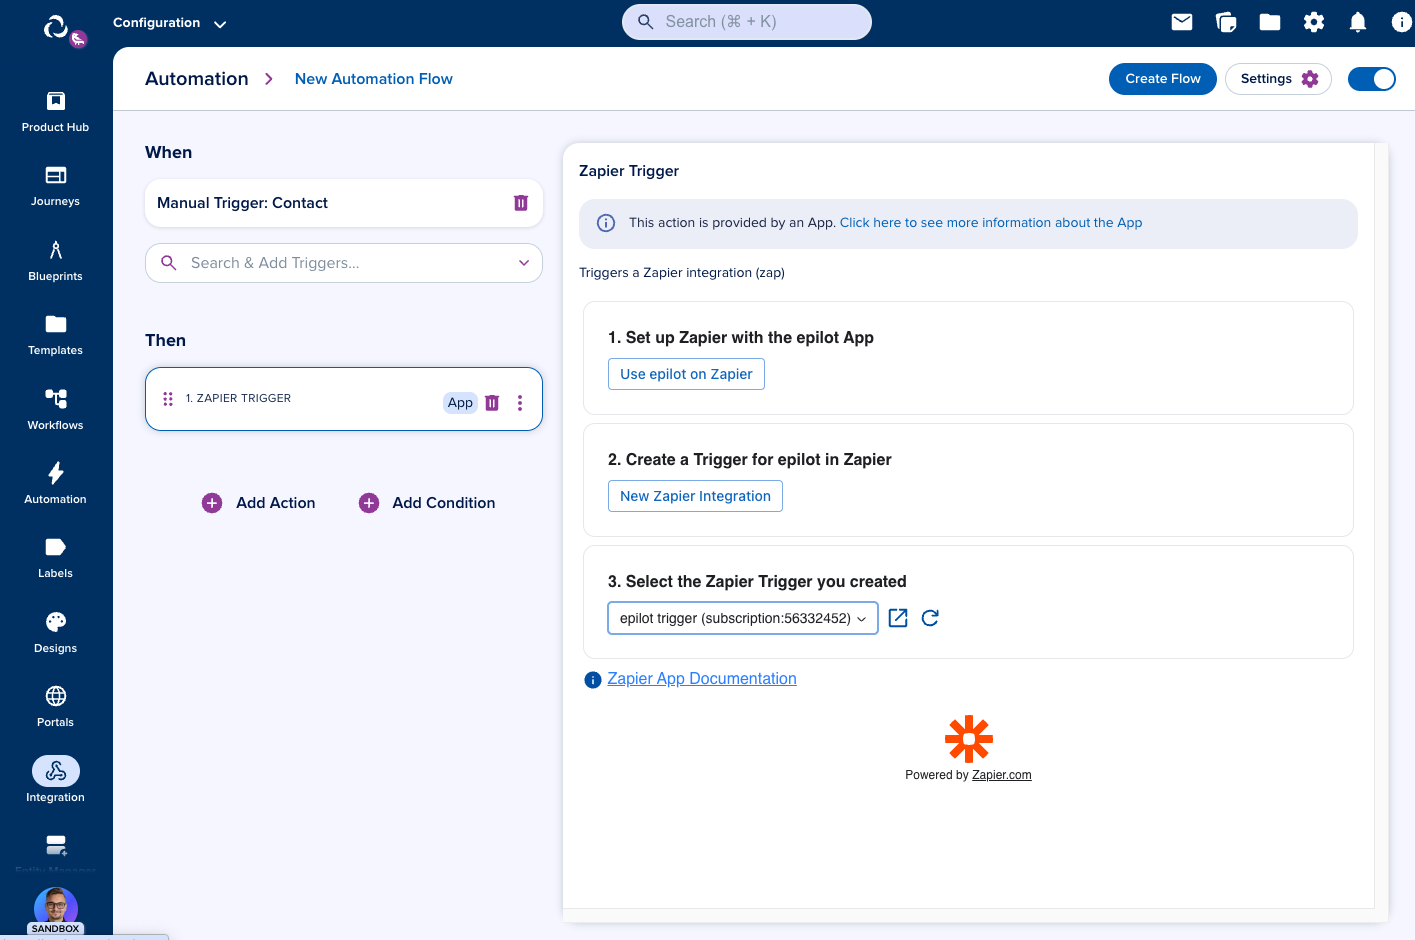 Configuration
Search (⌘ + K)
Product Hub
Journeys
Blueprints
Templates
Workflows
Automation
Labels
Designs
Portals
Integration
Entity Manager
SANDBOX
Automation > New Automation Flow
Create Flow
Settings
When
Manual Trigger: Contact
Search & Add Triggers...
Then
1. ZAPIER TRIGGER
App
Add Action
Add Condition
Zapier Trigger
This action is provided by an App. Click here to see more information about the App
Triggers a Zapier integration (zap)
1. Set up Zapier with the epilot App
Use epilot on Zapier
2. Create a Trigger for epilot in Zapier
New Zapier Integration
3. Select the Zapier Trigger you created
epilot trigger (subscription:56332452)
Zapier App Documentation
Powered by Zapier.com